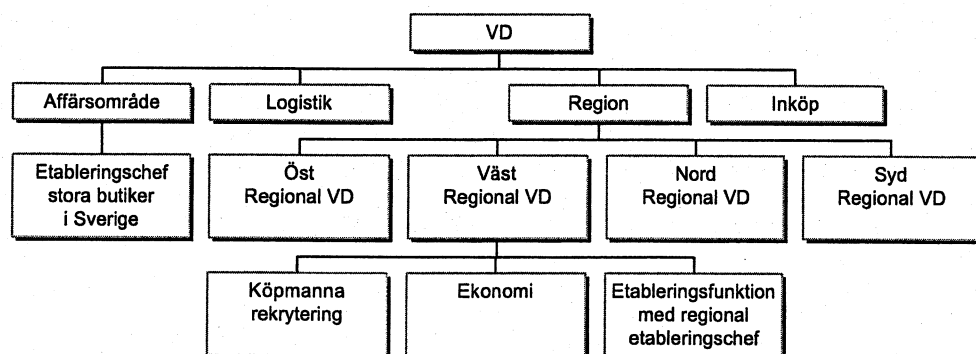 VD
Affärsområde
Logistik
Region
Inköp
Etableringschef
stora butiker
i Sverige
Öst
Regional VD
Väst
Regional VD
Nord
Regional VD
Syd
Regional VD
Köpmanna
rekrytering
Ekonomi
Etableringsfunktion
med regional
etableringschef